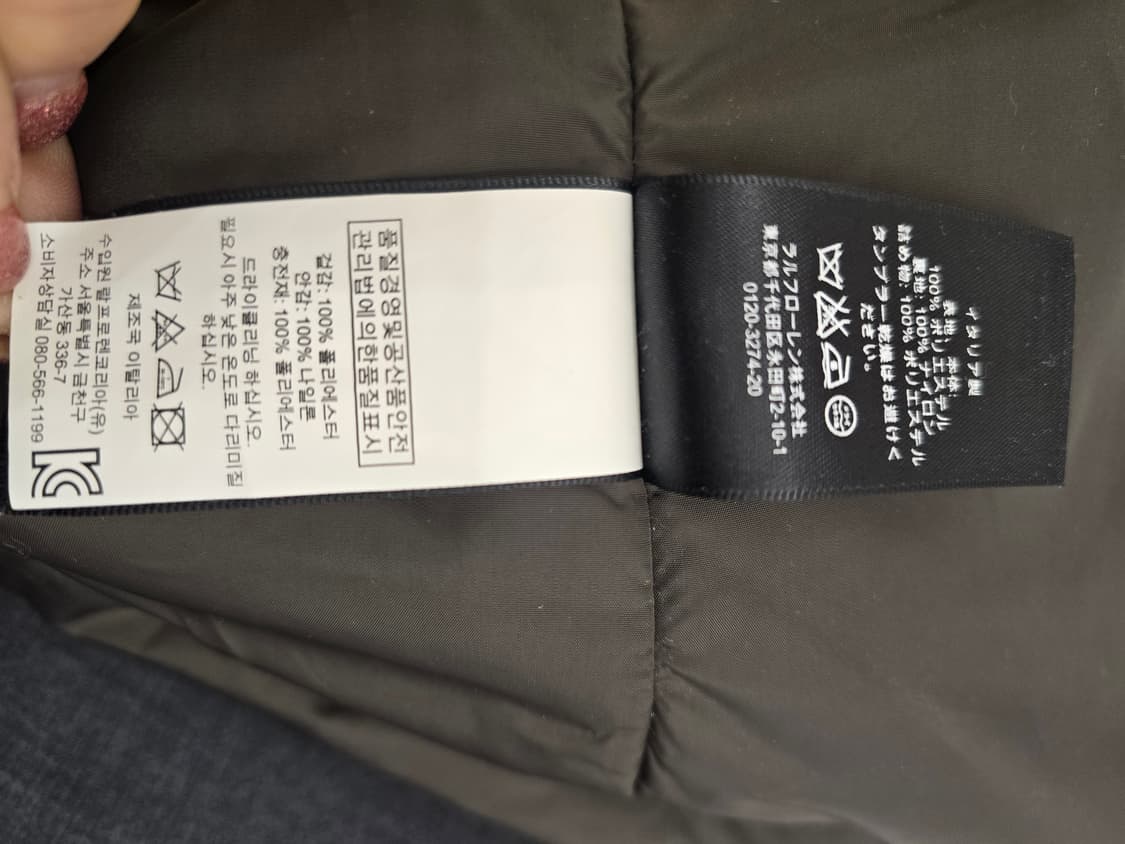 품질경영및공산품안전
관리법에의한품질표시
겉감: 100% 폴리에스터
안감: 100% 나일론
충전재: 100% 폴리에스터
드라이클리닝 하십시오.
필요시 아주 낮은 온도로 다리미질
하십시오.
제조국 이탈리아
수입원 랄프로렌코리아(유)
주소 서울특별시 금천구
가산동 336-7
소비자상담실 080-566-1199
イタリア製
表地: 本体:
100% ポリエステル
裏地: 100% ナイロン
詰め物: 100% ポリエステル
タンブラー乾燥はお避けく
ださい。
ラルフローレン株式会社
東京都千代田区永田町2-10-1
0120-3274-20